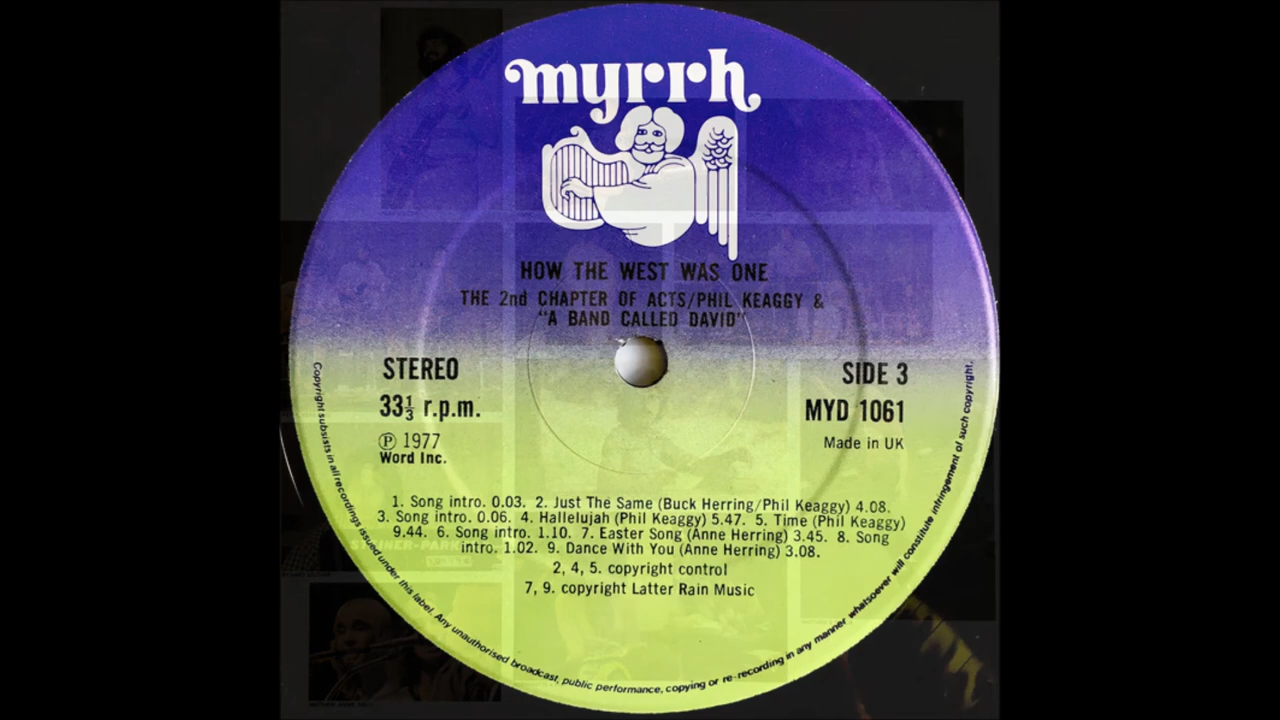 myrrh
HOW THE WEST WAS ONE
THE 2nd CHAPTER OF ACTS/PHIL KEAGGY &
"A BAND CALLED DAVID"
STEREO
SIDE 3
33⅓ r.p.m.
MYD 1061
Ⓟ 1977
Made in UK
Word Inc.
1. Song intro. 0.03. 2. Just The Same (Buck Herring/Phil Keaggy) 4.08.
3. Song intro. 0.06. 4. Hallelujah (Phil Keaggy) 5.47. 5. Time (Phil Keaggy)
9.44. 6. Song intro. 1.10. 7. Easter Song (Anne Herring) 3.45. 8. Song
intro. 1.02. 9. Dance With You (Anne Herring) 3.08.
2, 4, 5. copyright control
7, 9. copyright Latter Rain Music
Copyright subsists in all recordings issued under this label. Any unauthorised broadcast, public performance, copying or re-recording in any manner whatsoever will constitute infringement of such copyright.